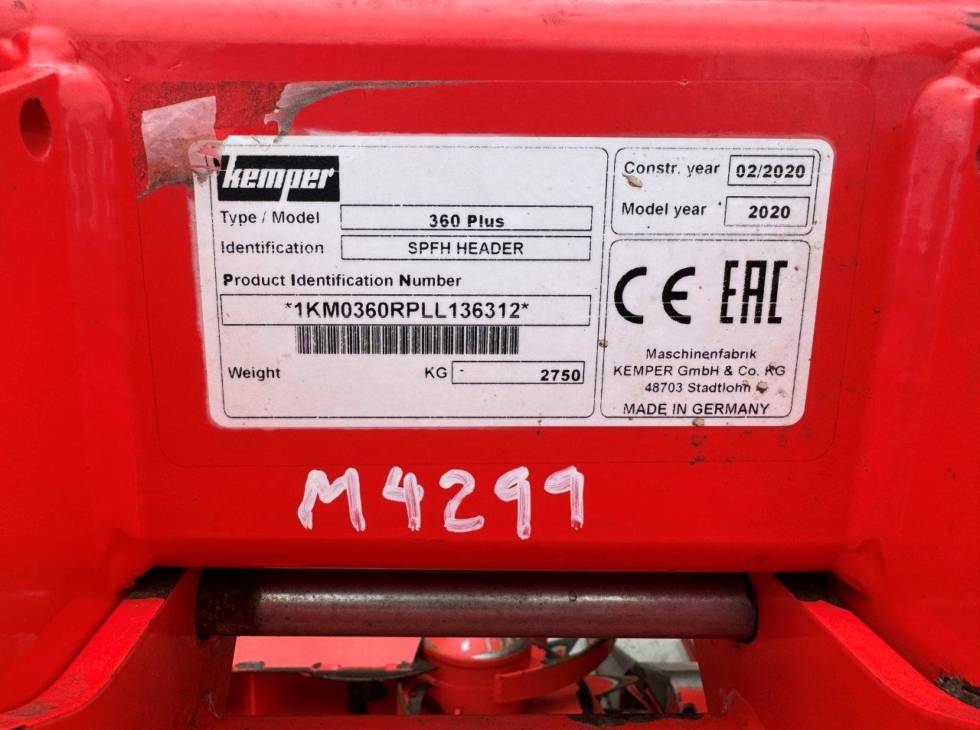 kemper
Type / Model 360 Plus
Identification SPFH HEADER
Product Identification Number
*1KM0360RPLL136312*
Weight KG 2750
Constr. year 02/2020
Model year 2020
CE EAC
Maschinenfabrik
KEMPER GmbH & Co. KG
48703 Stadtlohn
MADE IN GERMANY
M4299